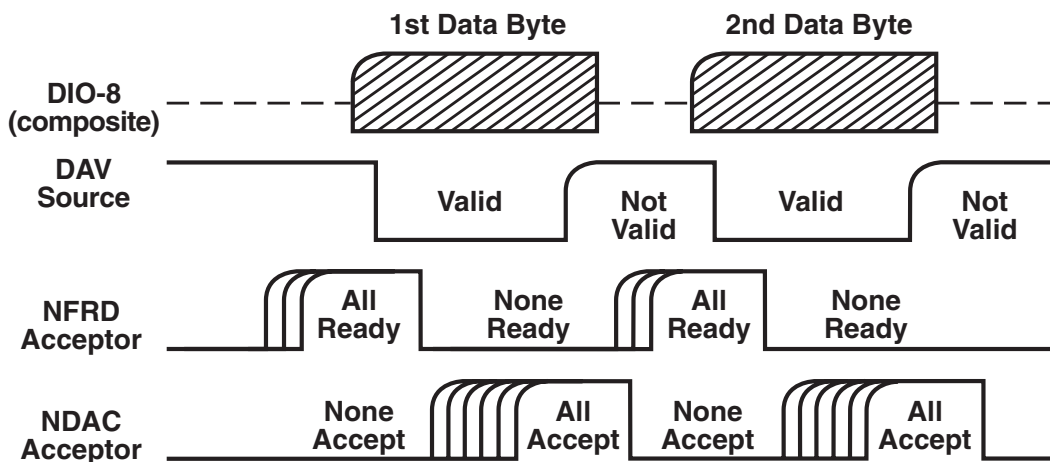 1st Data Byte
2nd Data Byte
DIO-8
(composite)
DAV
Source
Valid
Not
Valid
Valid
Not
Valid
NFRD
Acceptor
All
Ready
None
Ready
All
Ready
None
Ready
NDAC
Acceptor
None
Accept
All
Accept
None
Accept
All
Accept